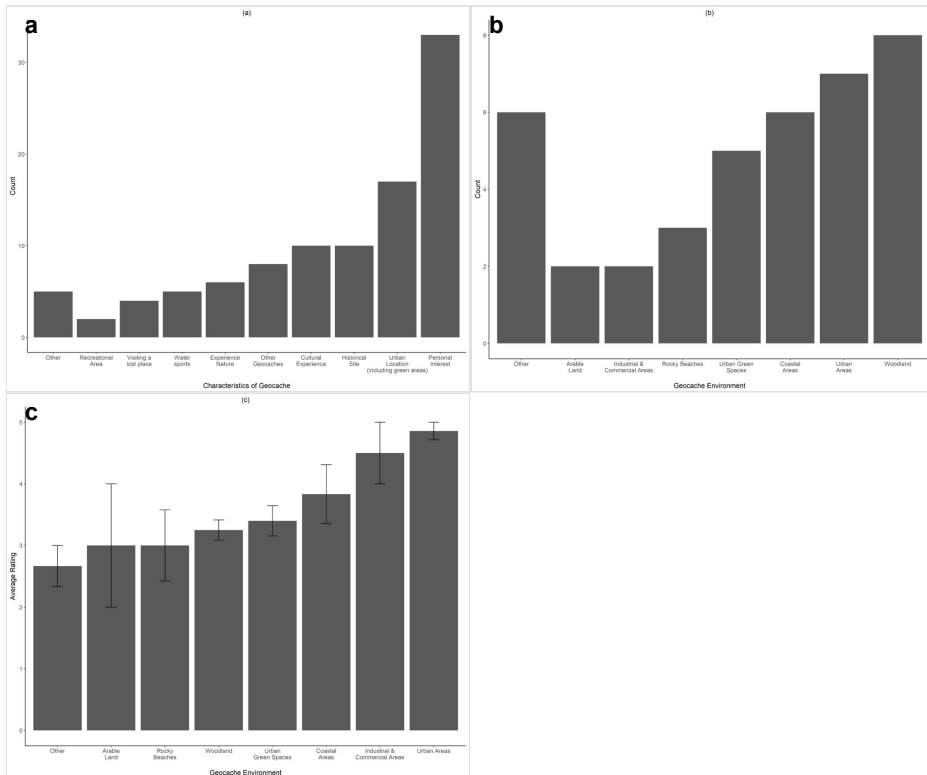 a
(a)
30
20
10
0
Count
Other
Recreational
Area
Visiting a
lost place
Water
sports
Experience
Nature
Other
Geocaches
Cultural
Experience
Historical
Site
Urban
Location
(including green areas)
Personal
Interest
Characteristics of Geocache
b
(b)
8
6
4
2
0
Count
Other
Arable
Land
Industrial &
Commercial Areas
Rocky Beaches
Urban Green
Spaces
Coastal
Areas
Urban
Areas
Woodland
Geocache Environment
c
(c)
5
4
3
2
1
0
Average Rating
Other
Arable
Land
Rocky
Beaches
Woodland
Urban
Green Spaces
Coastal
Areas
Industrial &
Commercial Areas
Urban Areas
Geocache Environment